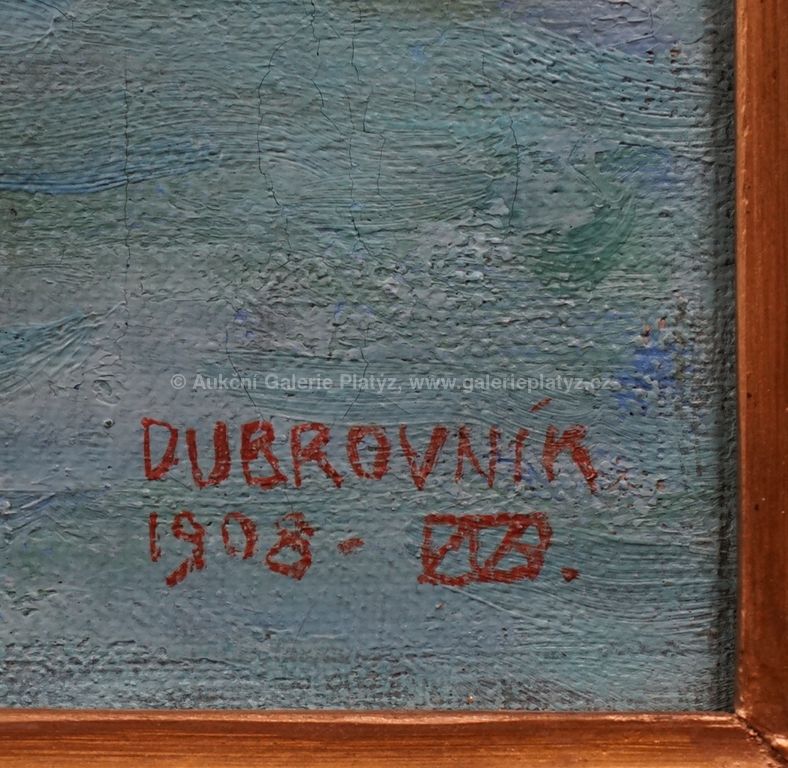 © Aukční Galerie Platýz, www.galerieplatyz.cz
DUBROVNÍK
1908-